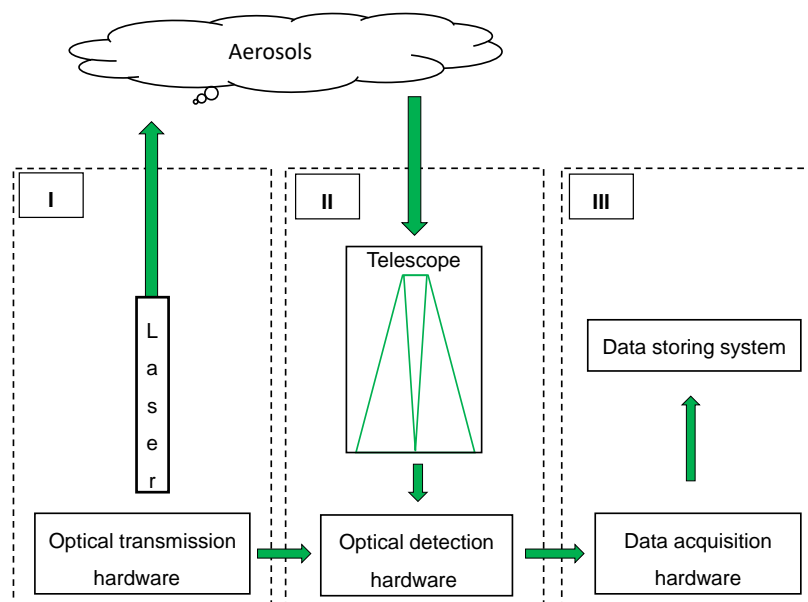 Aerosols
I
II
III
Telescope
L
a
s
e
r
Data storing system
Optical transmission
hardware
Optical detection
hardware
Data acquisition
hardware